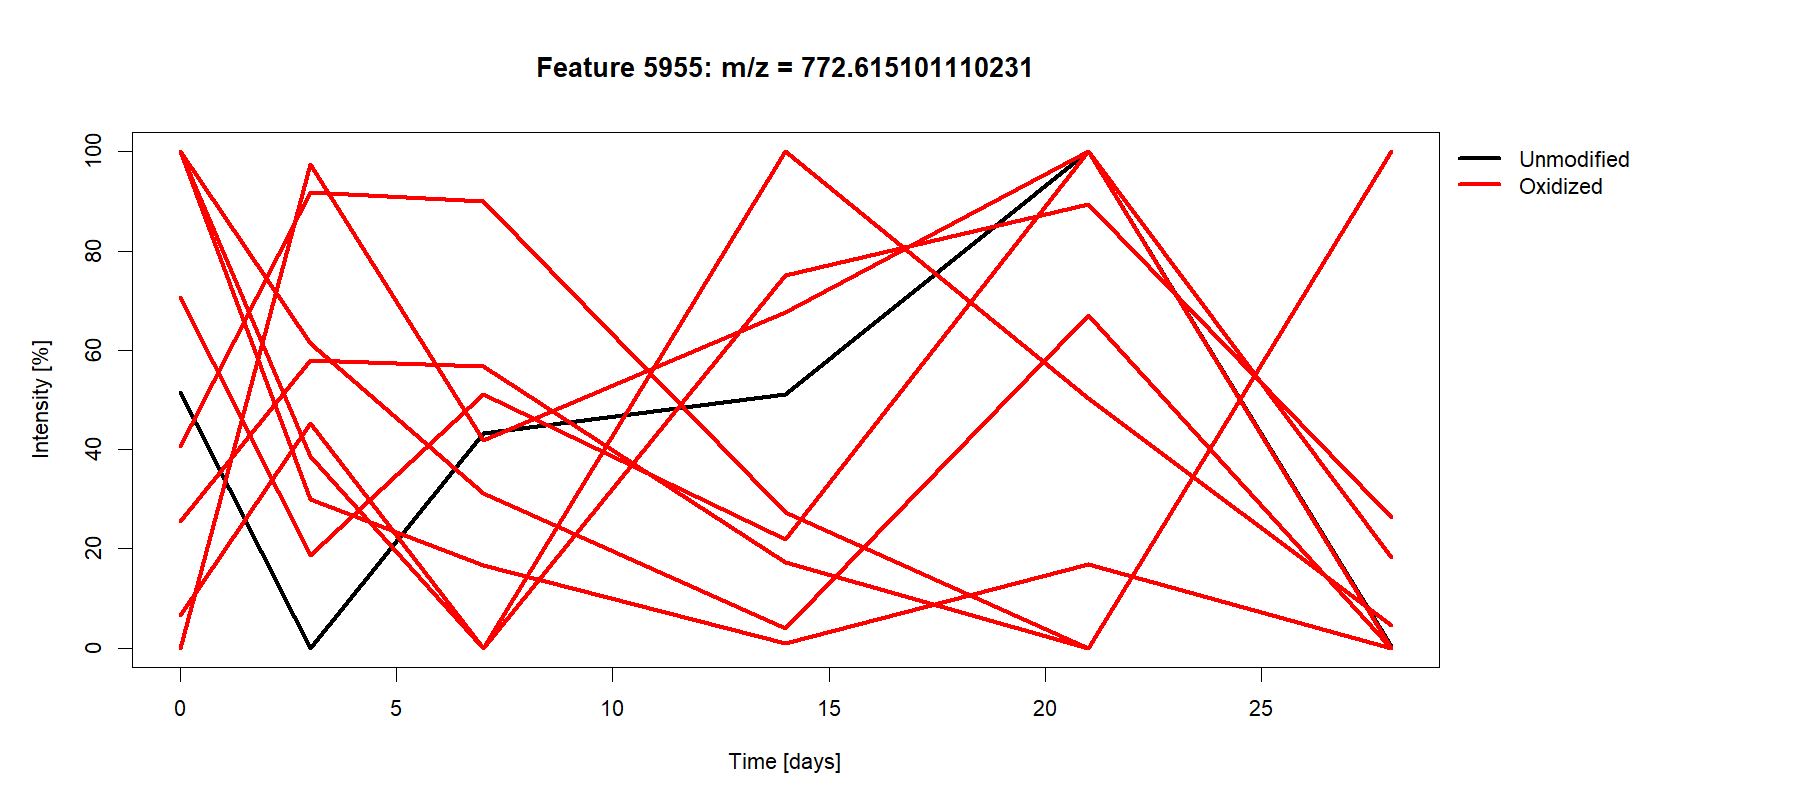 Feature 5955: m/z = 772.615101110231
Unmodified
Oxidized
Intensity [%]
100
80
60
40
20
0
0 5 10 15 20 25
Time [days]